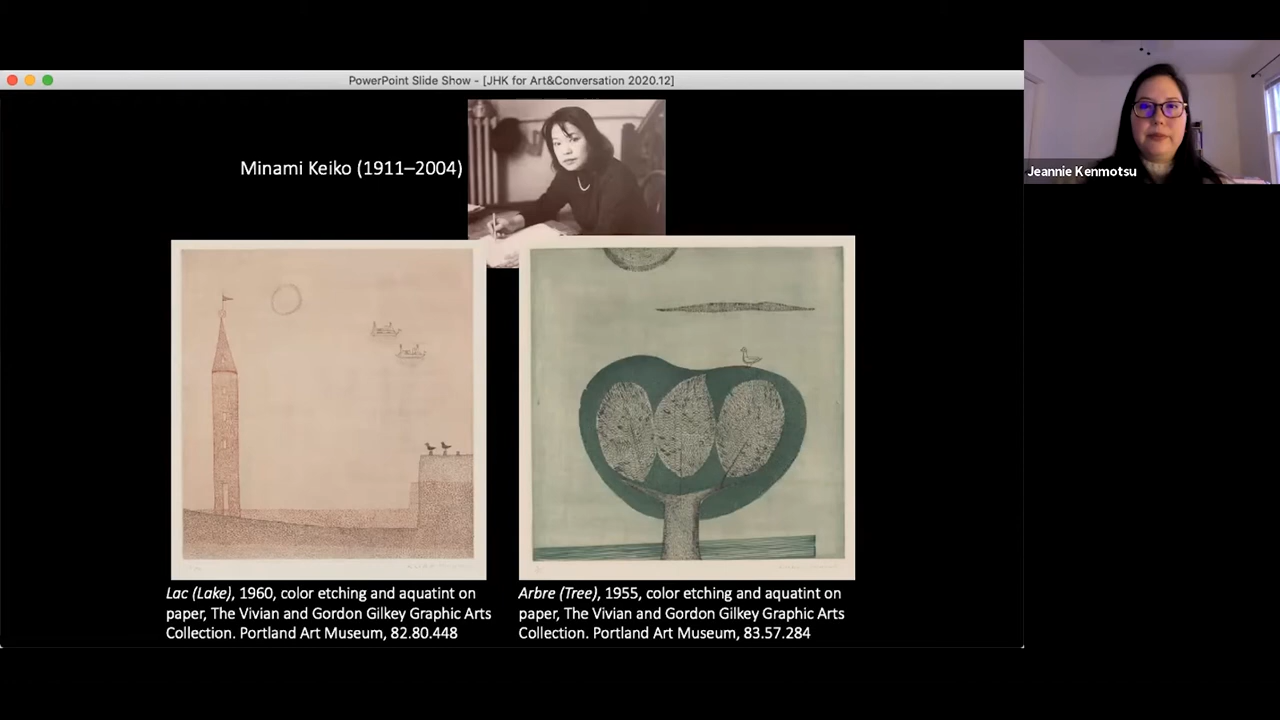 PowerPoint Slide Show - [JHK for Art&Conversation 2020.12]
Minami Keiko (1911–2004)
Jeannie Kenmotsu
Lac (Lake), 1960, color etching and aquatint on
paper, The Vivian and Gordon Gilkey Graphic Arts
Collection. Portland Art Museum, 82.80.448
Arbre (Tree), 1955, color etching and aquatint on
paper, The Vivian and Gordon Gilkey Graphic Arts
Collection. Portland Art Museum, 83.57.284